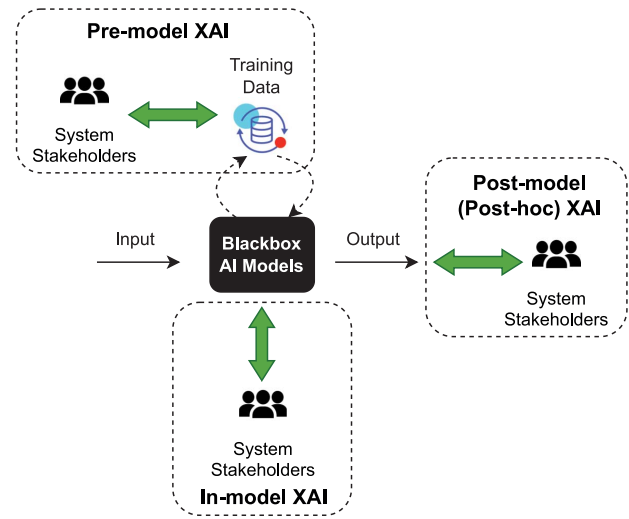 Pre-model XAI
Training
Data
System
Stakeholders
Post-model
(Post-hoc) XAI
Input
Blackbox
AI Models
Output
System
Stakeholders
System
Stakeholders
In-model XAI